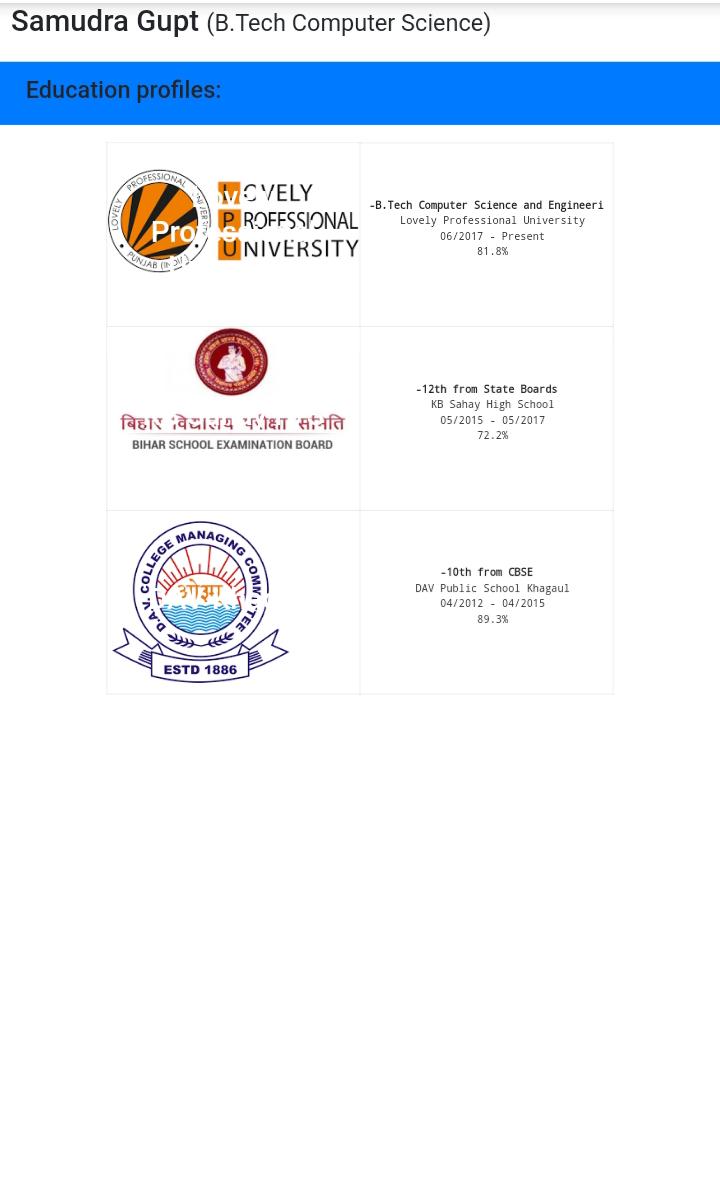 Samudra Gupt (B.Tech Computer Science)
Education profiles:
LOVELY PROFESSIONAL UNIVERSITY
PUNJAB (INDIA)
LOVELY
PROFESSIONAL
UNIVERSITY
-B.Tech Computer Science and Engineeri
Lovely Professional University
06/2017 - Present
81.8%
बिहार विद्यालय परीक्षा समिति
BIHAR SCHOOL EXAMINATION BOARD
-12th from State Boards
KB Sahay High School
05/2015 - 05/2017
72.2%
D.A.V. COLLEGE MANAGING COMMITTEE
ओ३म
ESTD 1886
-10th from CBSE
DAV Public School Khagaul
04/2012 - 04/2015
89.3%